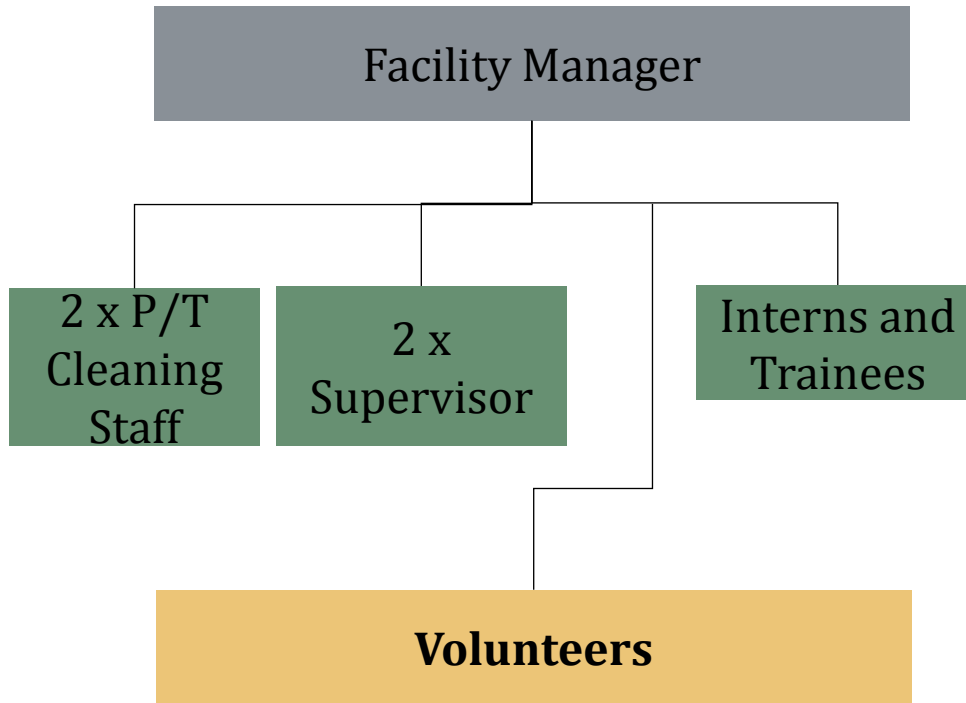 Facility Manager
2 x P/T
Cleaning
Staff
2 x
Supervisor
Interns and
Trainees
Volunteers